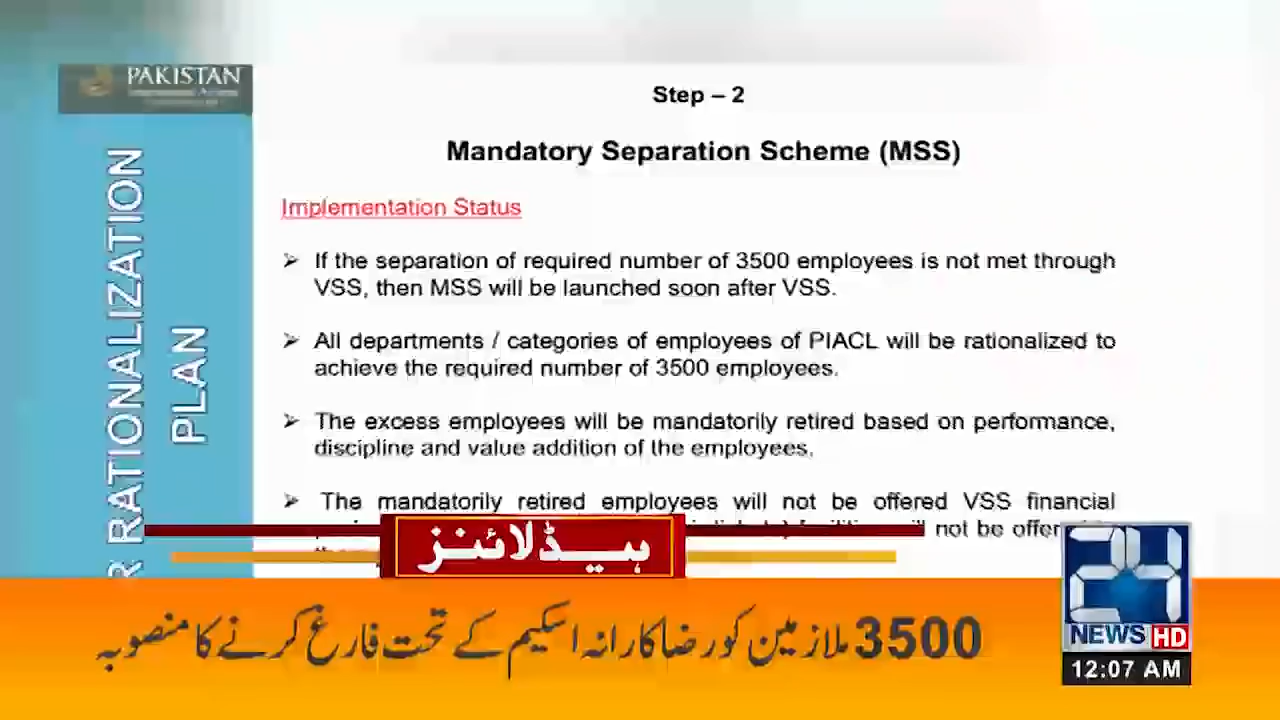 PAKISTAN
R RATIONALIZATION
PLAN
Step – 2
Mandatory Separation Scheme (MSS)
Implementation Status
➢ If the separation of required number of 3500 employees is not met through
VSS, then MSS will be launched soon after VSS.
➢ All departments / categories of employees of PIACL will be rationalized to
achieve the required number of 3500 employees.
➢ The excess employees will be mandatorily retired based on performance,
discipline and value addition of the employees.
➢ The mandatorily retired employees will not be offered VSS financial
not be
ہیڈلائنز
3500 ملازمین کو رضاکارانہ اسکیم کے تحت فارغ کرنے کا منصوبہ
24
NEWS HD
12:07 AM